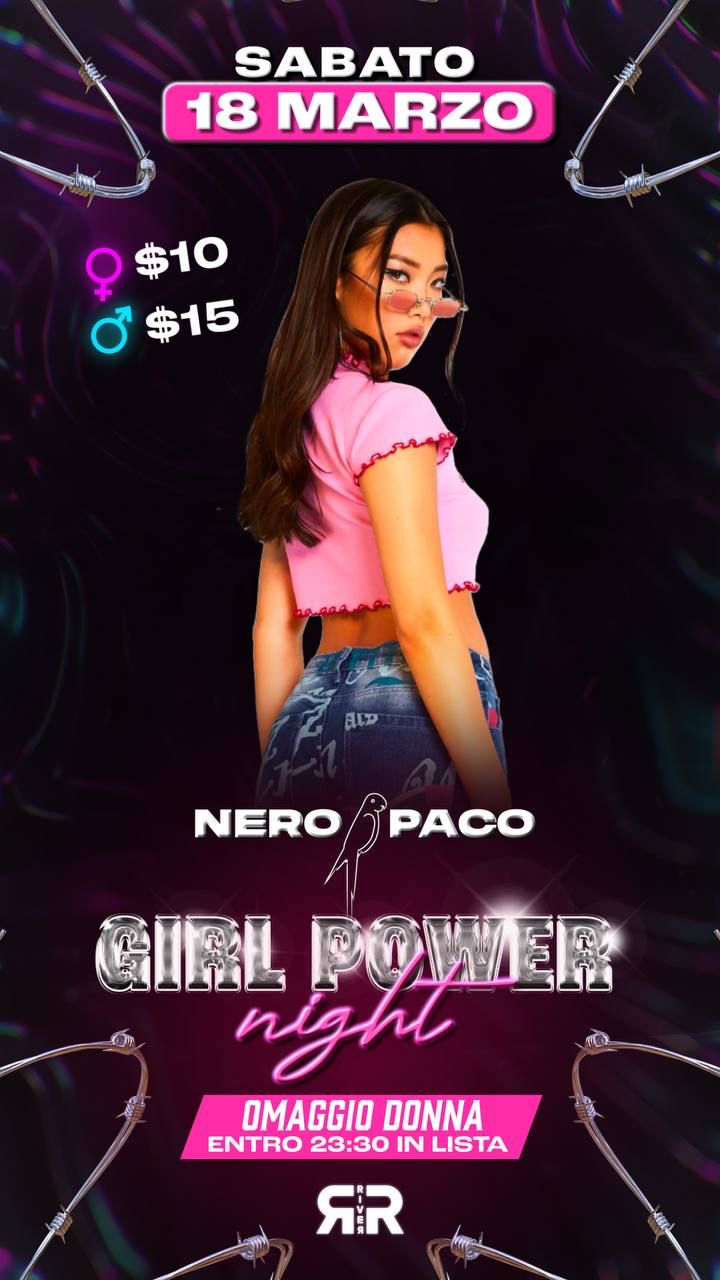 SABATO
18 MARZO
♀ $10
♂ $15
NERO PACO
GIRL POWER
night
OMAGGIO DONNA
ENTRO 23:30 IN LISTA
R RIVER R